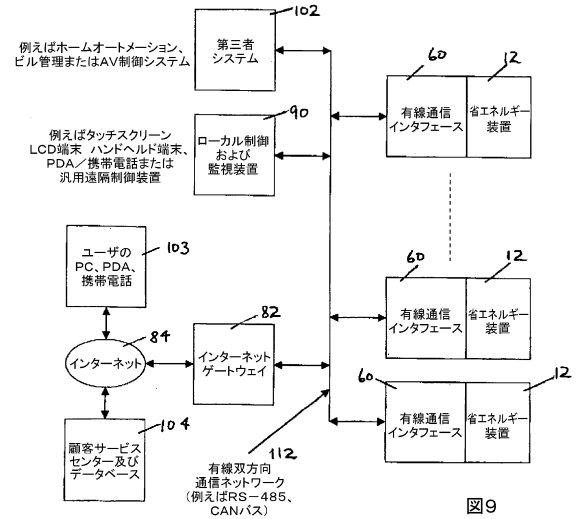 102
例えばホームオートメーション、
ビル管理またはAV制御システム
第三者
システム
60
12
有線通信
インタフェース
省エネルギー
装置
90
例えばタッチスクリーン
LCD端末 ハンドヘルド端末、
PDA/携帯電話または
汎用遠隔制御装置
ローカル制御
および
監視装置
103
ユーザの
PC、PDA、
携帯電話
60
12
有線通信
インタフェース
省エネルギー
装置
84
インターネット
82
インターネット
ゲートウェイ
60
12
有線通信
インタフェース
省エネルギー
装置
104
顧客サービス
センター及び
データベース
112
有線双方向
通信ネットワーク
(例えばRS-485、
CANバス)
図9